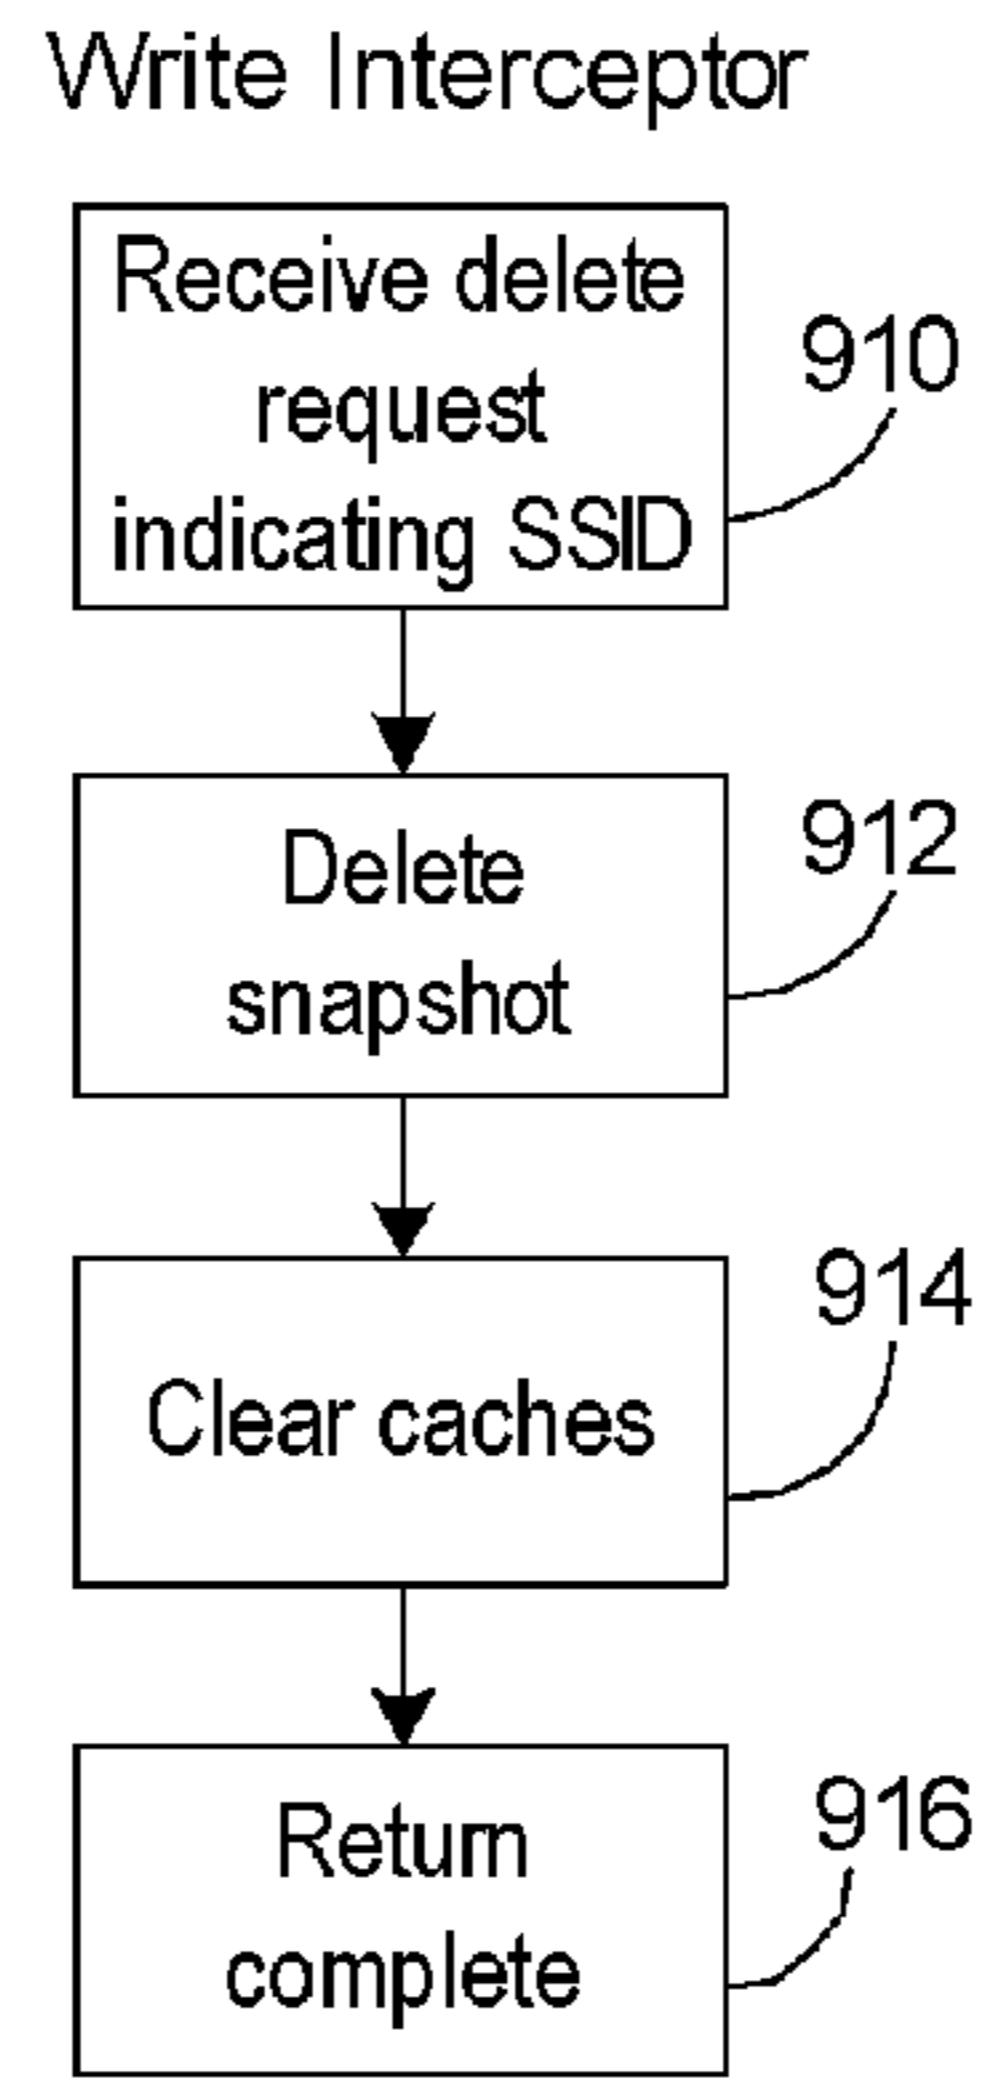 Write Interceptor
Receive delete
request
indicating SSID
910
Delete
snapshot
912
Clear caches
914
Return
complete
916